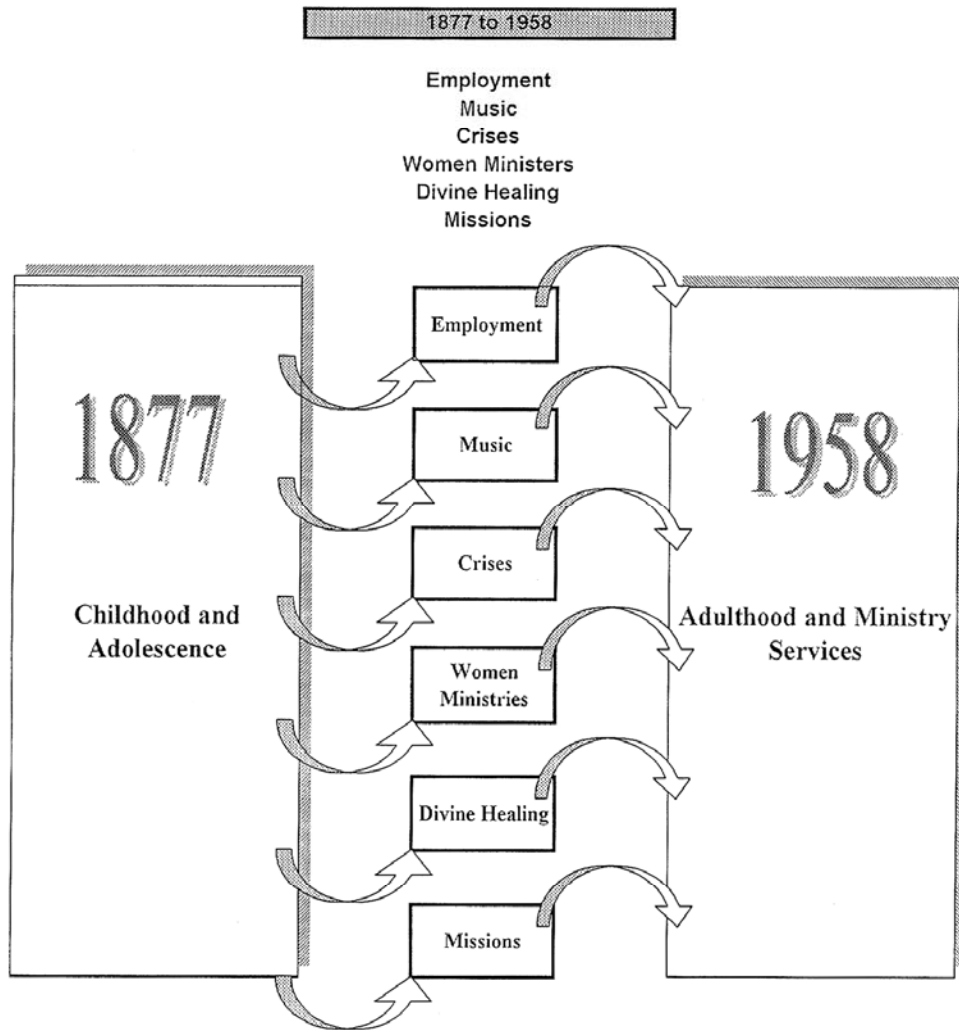 1877 to 1958
Employment
Music
Crises
Women Ministers
Divine Healing
Missions
1877
Childhood and
Adolescence
Employment
Music
Crises
Women
Ministries
Divine Healing
Missions
1958
Adulthood and Ministry
Services